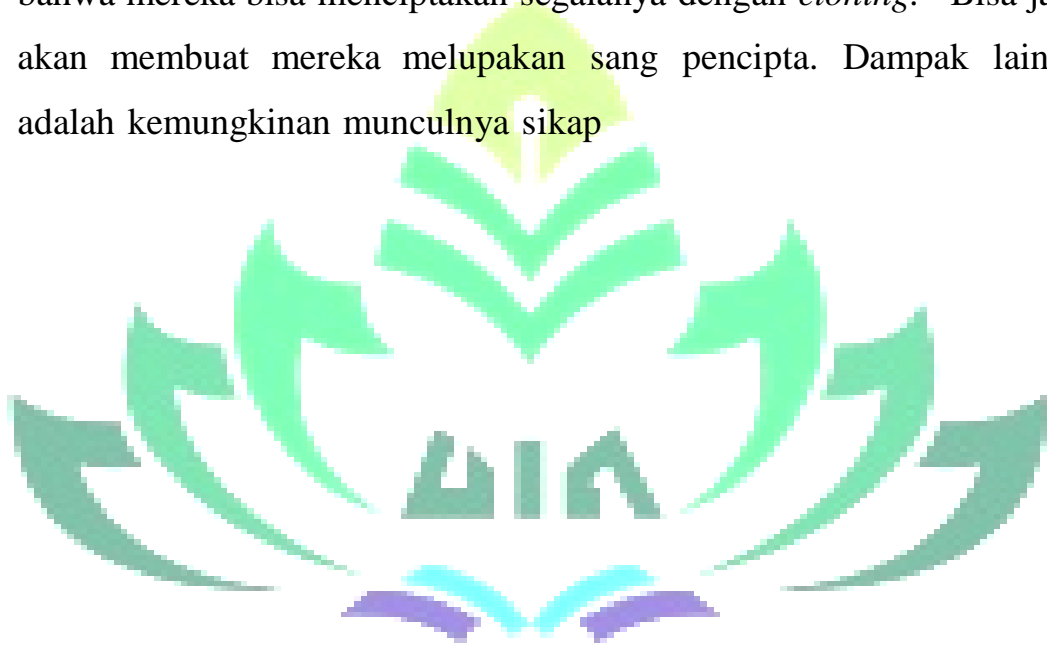 bahwa mereka bisa menciptakan segalanya dengan cloning. Bisa
akan membuat mereka melupakan sang pencipta. Dampak lain
adalah kemungkinan munculnya sikap
UIN